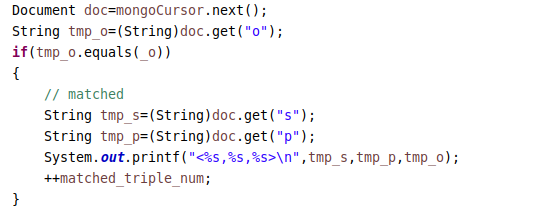 Document doc=mongoCursor.next();
String tmp_o=(String)doc.get("o");
if(tmp_o.equals(_o))
{
    // matched
    String tmp_s=(String)doc.get("s");
    String tmp_p=(String)doc.get("p");
    System.out.printf("<%s,%s,%s>\n",tmp_s,tmp_p,tmp_o);
    ++matched_triple_num;
}